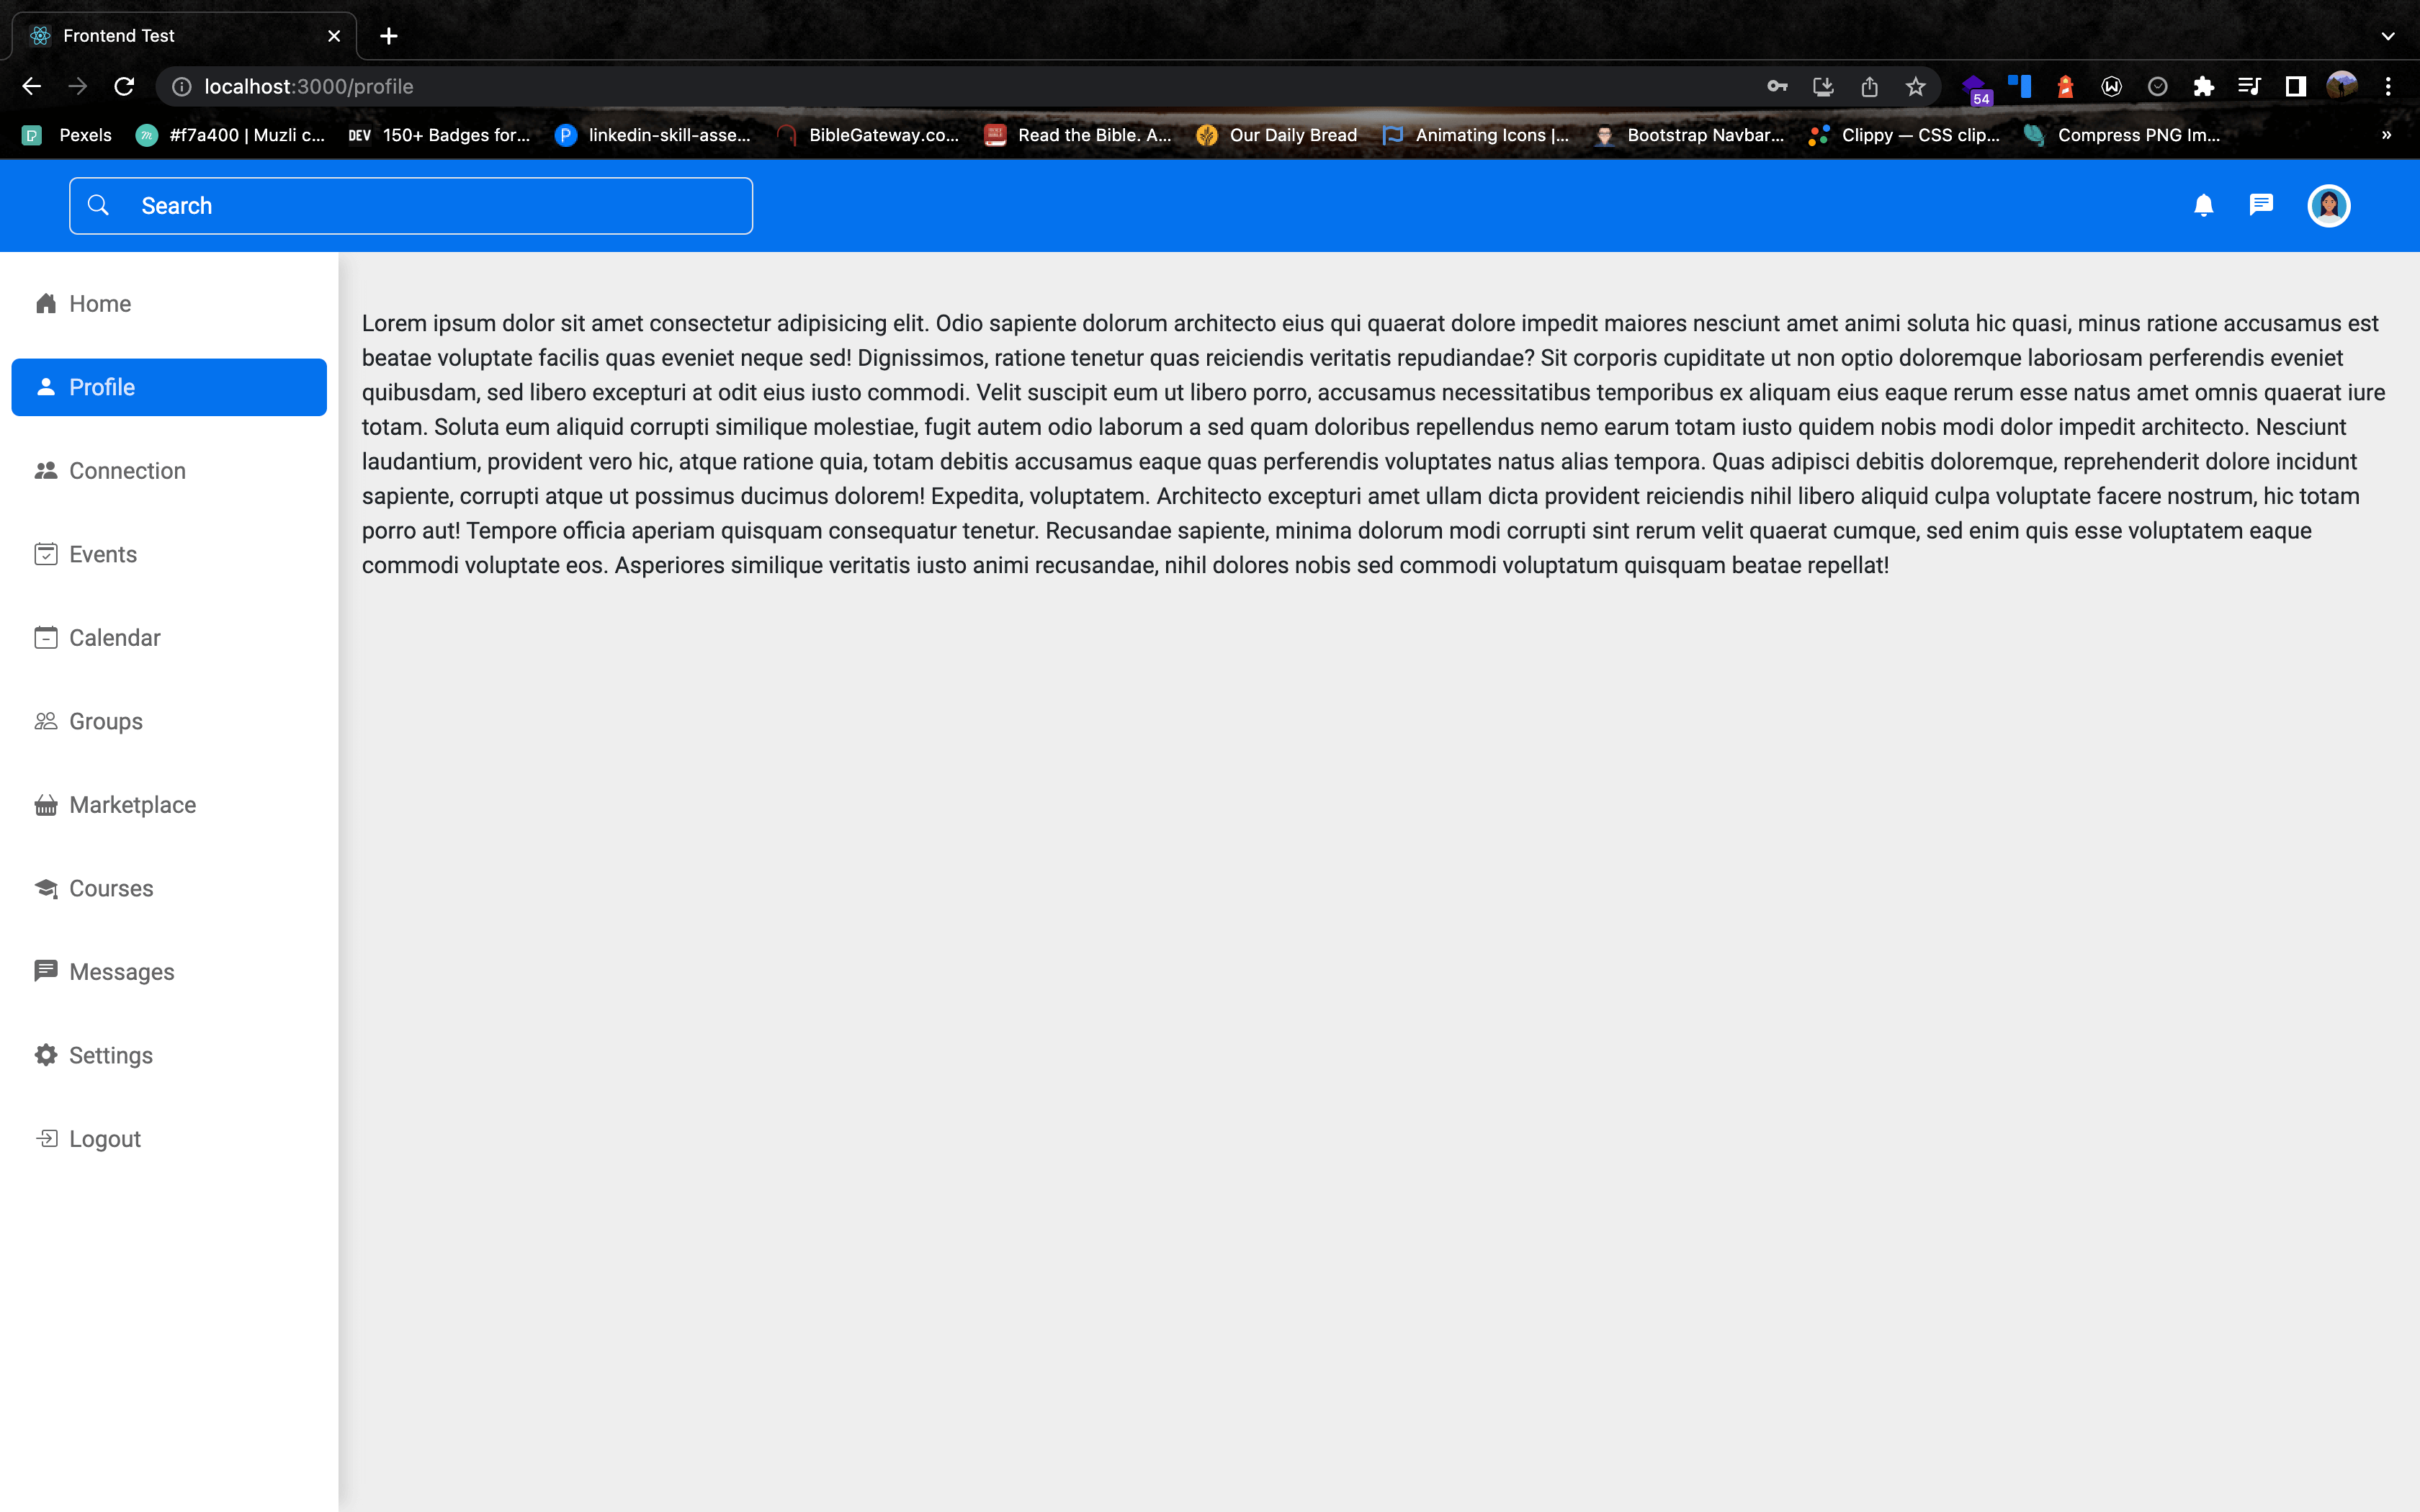 Frontend Test
localhost:3000/profile
54
Pexels
#f7a400 | Muzli c...
DEV
150+ Badges for...
P
linkedin-skill-asse...
BibleGateway.co...
Read the Bible. A...
Our Daily Bread
Animating Icons |...
Bootstrap Navbar...
Clippy — CSS clip...
Compress PNG Im...
»
Search
Home
Profile
Connection
Events
Calendar
Groups
Marketplace
Courses
Messages
Settings
Logout
Lorem ipsum dolor sit amet consectetur adipisicing elit. Odio sapiente dolorum architecto eius qui quaerat dolore impedit maiores nesciunt amet animi soluta hic quasi, minus ratione accusamus est
beatae voluptate facilis quas eveniet neque sed! Dignissimos, ratione tenetur quas reiciendis veritatis repudiandae? Sit corporis cupiditate ut non optio doloremque laboriosam perferendis eveniet
quibusdam, sed libero excepturi at odit eius iusto commodi. Velit suscipit eum ut libero porro, accusamus necessitatibus temporibus ex aliquam eius eaque rerum esse natus amet omnis quaerat iure
totam. Soluta eum aliquid corrupti similique molestiae, fugit autem odio laborum a sed quam doloribus repellendus nemo earum totam iusto quidem nobis modi dolor impedit architecto. Nesciunt
laudantium, provident vero hic, atque ratione quia, totam debitis accusamus eaque quas perferendis voluptates natus alias tempora. Quas adipisci debitis doloremque, reprehenderit dolore incidunt
sapiente, corrupti atque ut possimus ducimus dolorem! Expedita, voluptatem. Architecto excepturi amet ullam dicta provident reiciendis nihil libero aliquid culpa voluptate facere nostrum, hic totam
porro aut! Tempore officia aperiam quisquam consequatur tenetur. Recusandae sapiente, minima dolorum modi corrupti sint rerum velit quaerat cumque, sed enim quis esse voluptatem eaque
commodi voluptate eos. Asperiores similique veritatis iusto animi recusandae, nihil dolores nobis sed commodi voluptatum quisquam beatae repellat!